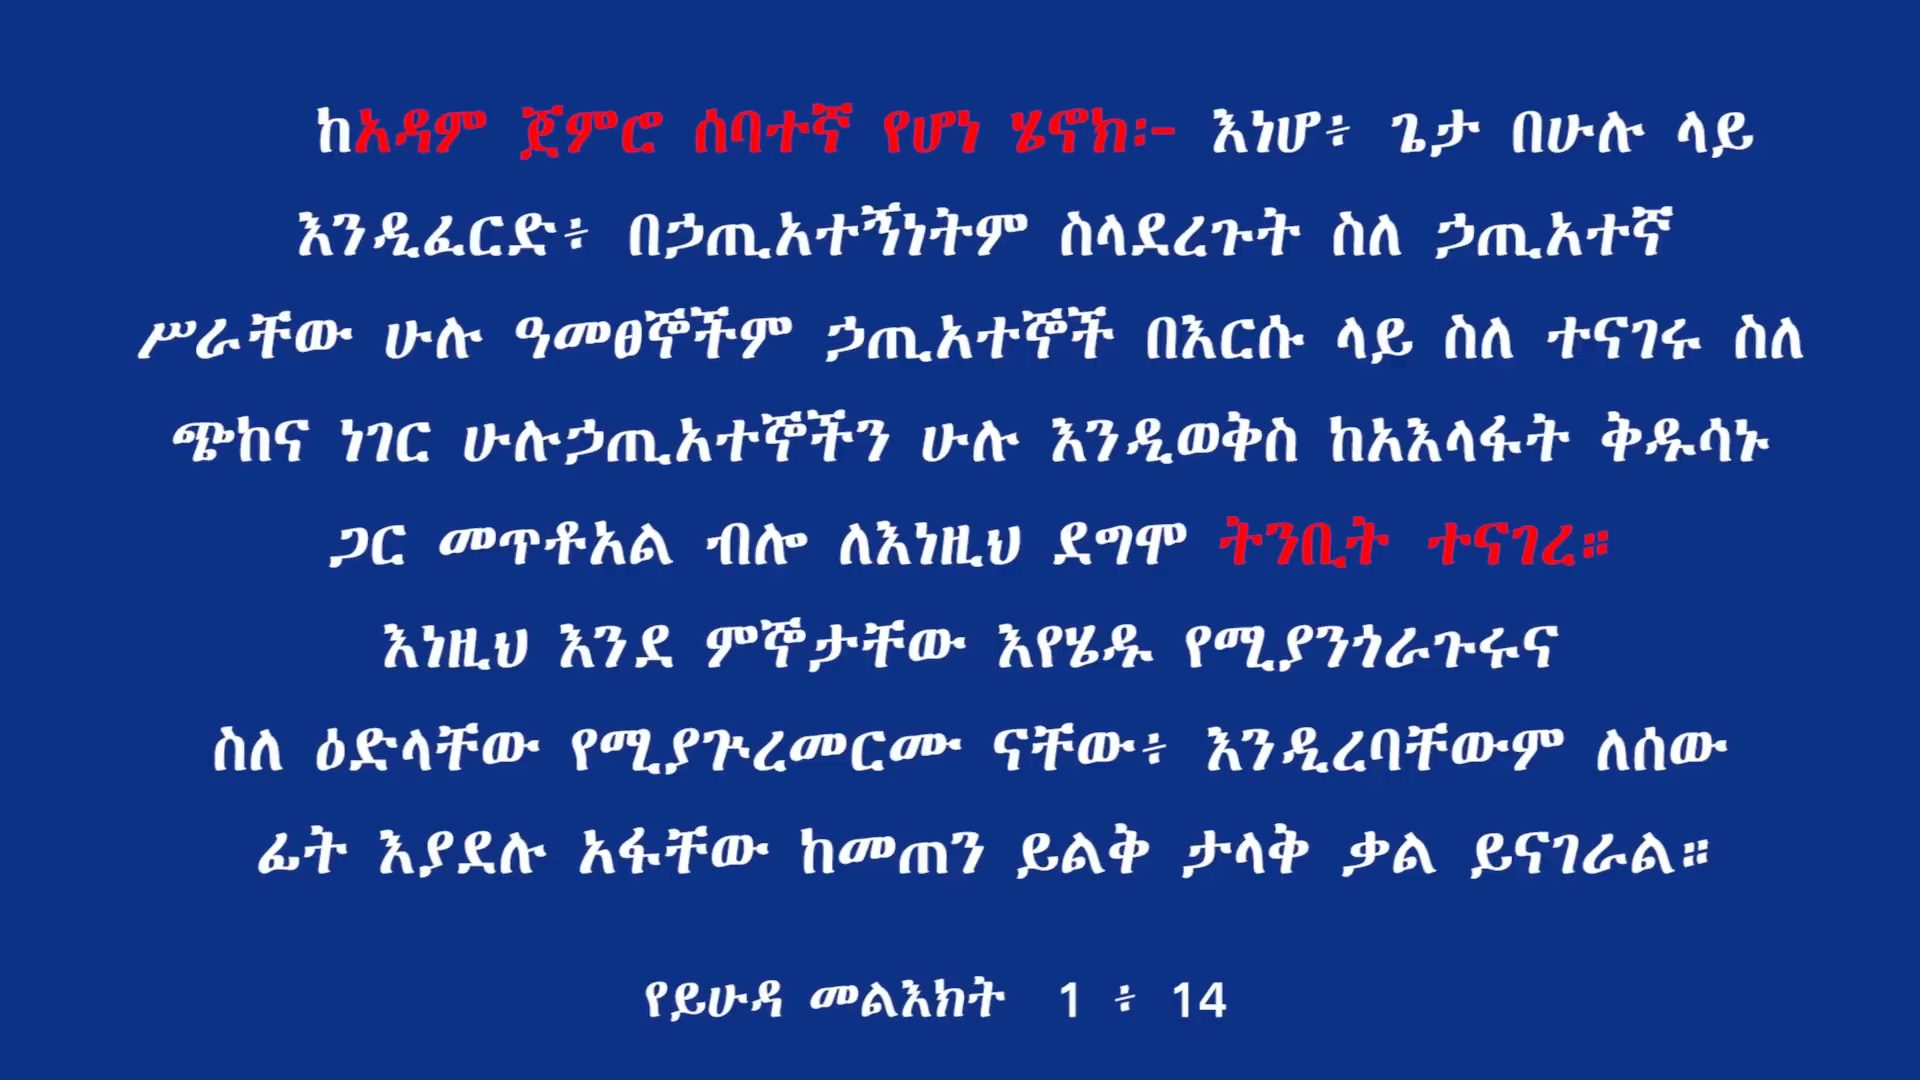 ከአዳም ጀምሮ ሰባተኛ የሆነ ሄኖክ፡- እነሆ፥ ጌታ በሁሉ ላይ
እንዲፈርድ፥ በኃጢአተኝነትም ስላደረጉት ስለ ኃጢአተኛ
ሥራቸው ሁሉ ዓመፀኞችም ኃጢአተኞች በእርሱ ላይ ስለ ተናገሩ ስለ
ጭከና ነገር ሁሉኃጢአተኞችን ሁሉ እንዲወቅስ ከአእላፋት ቅዱሳኑ
ጋር መጥቶአል ብሎ ለእነዚህ ደግሞ ትንቢት ተናገረ።
እነዚህ እንደ ምኞታቸው እየሄዱ የሚያንጎራጉሩና
ስለ ዕድላቸው የሚያጕረመርሙ ናቸው፥ እንዲረባቸውም ለሰው
ፊት እያደሉ አፋቸው ከመጠን ይልቅ ታላቅ ቃል ይናገራል።
የይሁዳ መልእክት 1 ፥ 14